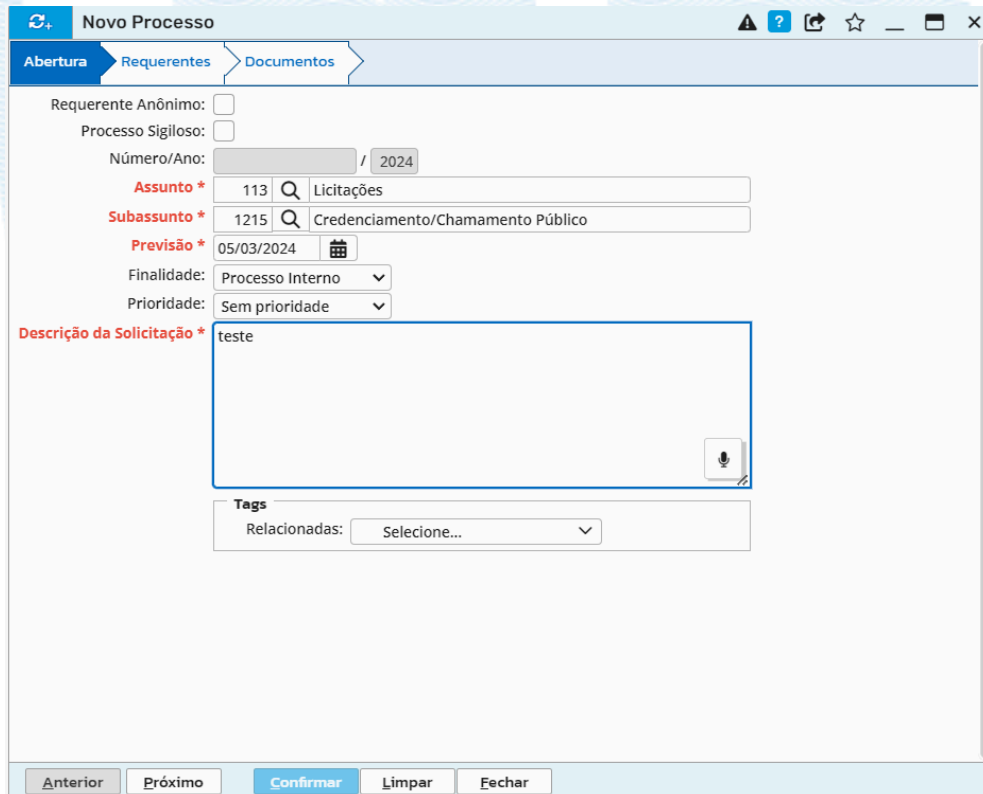 Novo Processo
Abertura Requerentes Documentos
Requerente Anônimo:
Processo Sigiloso:
Número/Ano: / 2024
Assunto * 113 Licitações
Subassunto * 1215 Credenciamento/Chamamento Público
Previsão * 05/03/2024
Finalidade: Processo Interno
Prioridade: Sem prioridade
Descrição da Solicitação * teste
Tags
Relacionadas: Selecione...
Anterior Próximo Confirmar Limpar Fechar